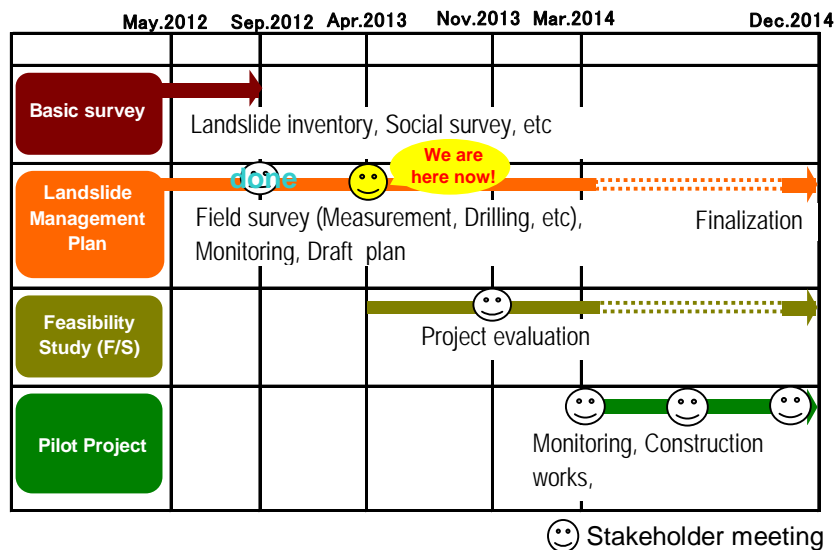 May.2012 Sep.2012 Apr.2013 Nov.2013 Mar.2014 Dec.2014
Basic survey
Landslide inventory, Social survey, etc
Landslide
Management
Plan
done
We are
here now!
Field survey (Measurement, Drilling, etc),
Monitoring, Draft plan
Finalization
Feasibility
Study (F/S)
Project evaluation
Pilot Project
Monitoring, Construction
works,
Stakeholder meeting